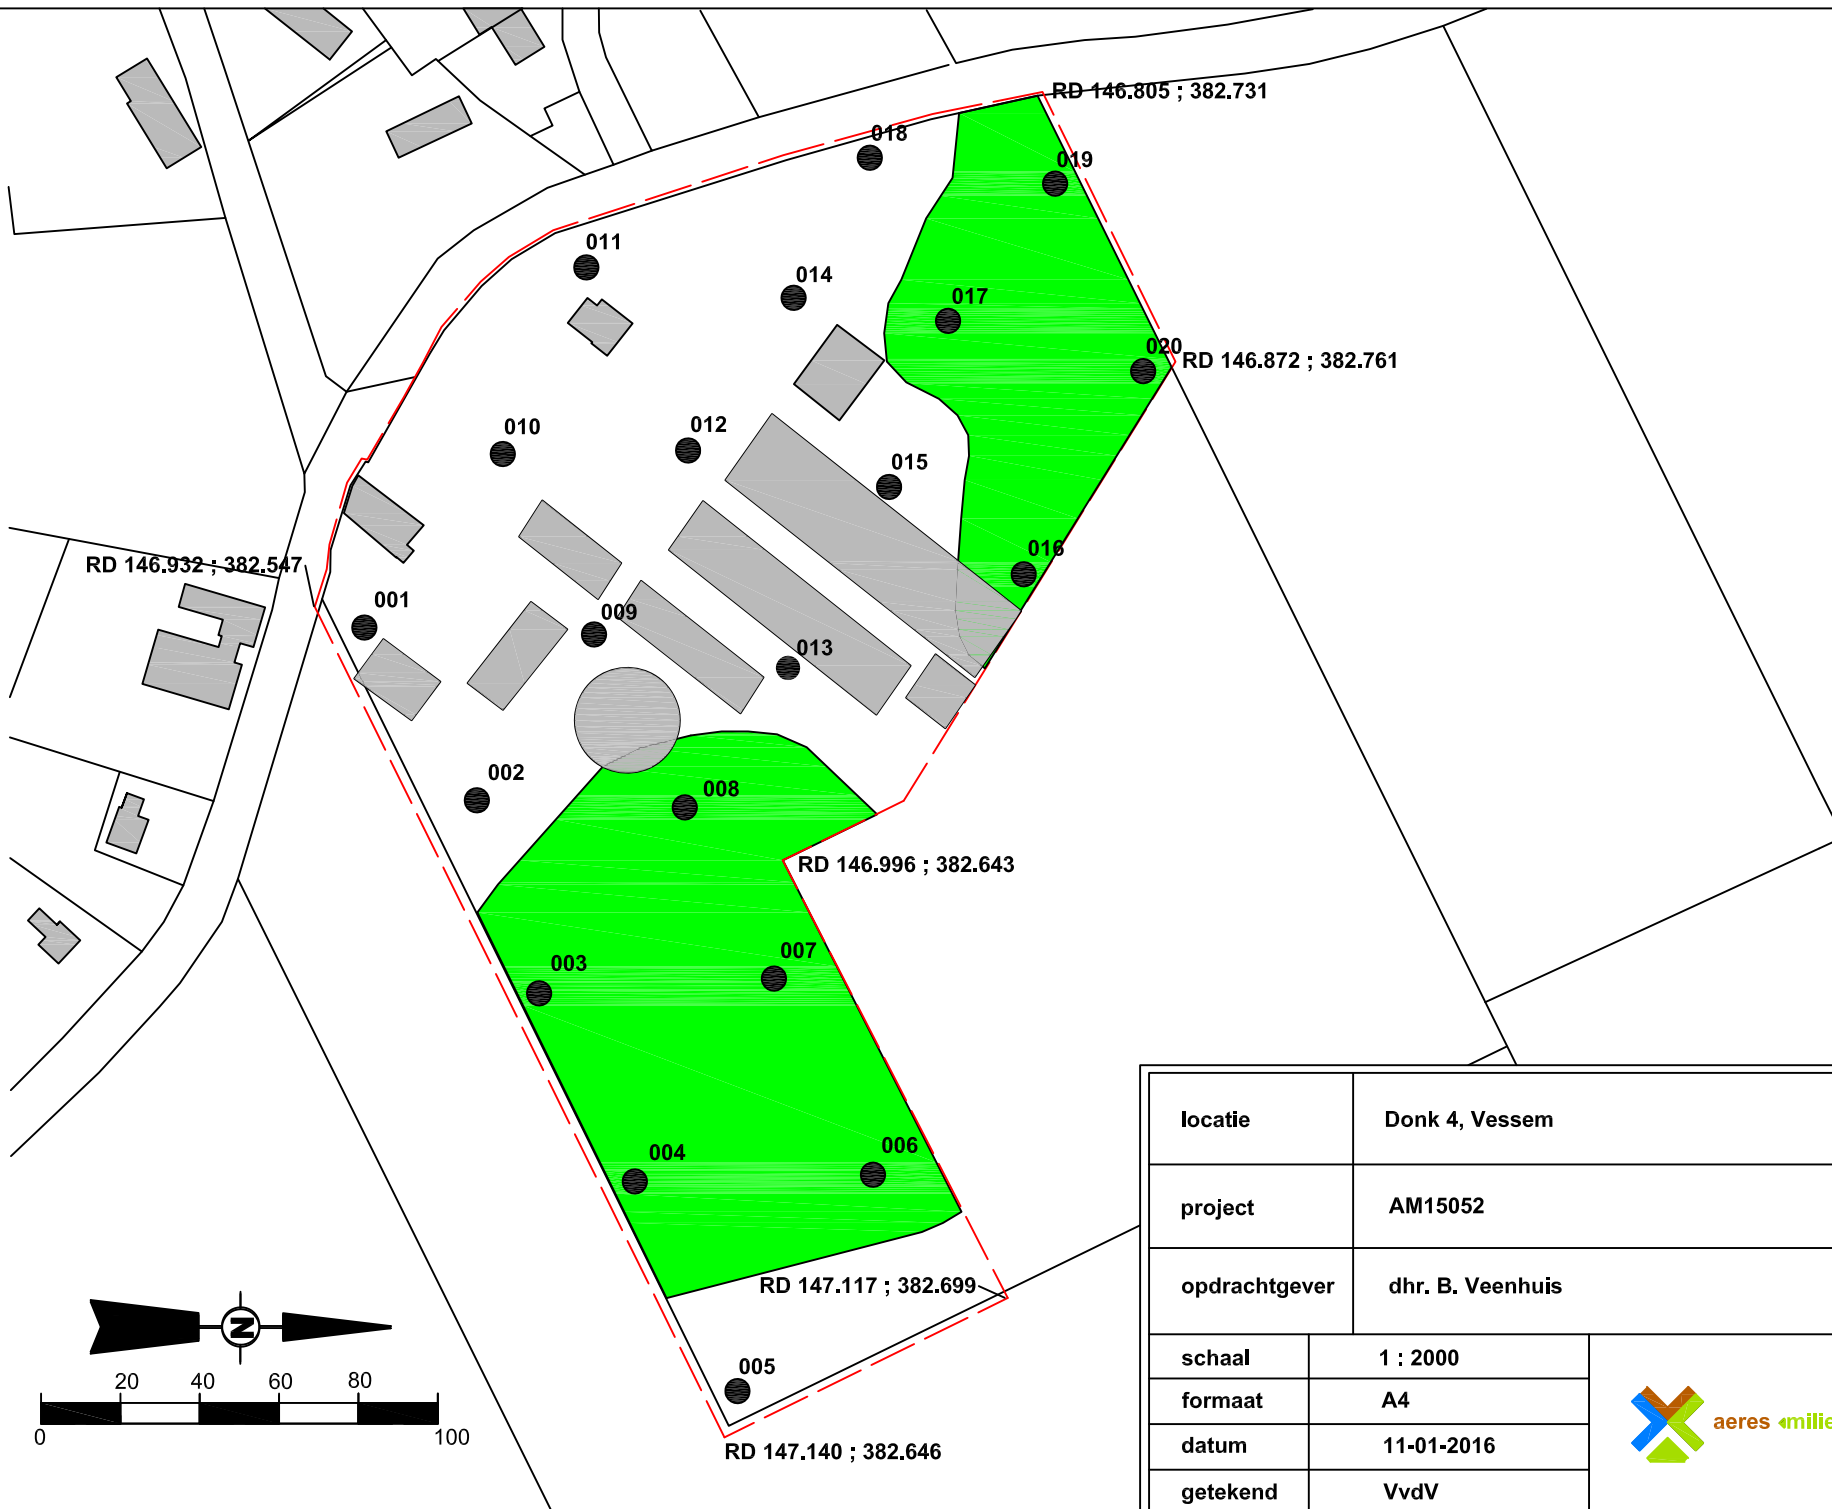 RD 146.805 ; 382.731
018
019
011
014
017
020
RD 146.872 ; 382.761
010
012
015
016
RD 146.932 ; 382.547
001
009
013
002
008
RD 146.996 ; 382.643
003
007
004
006
RD 147.117 ; 382.699
005
RD 147.140 ; 382.646
N
20 40 60 80
0 100
locatie Donk 4, Vessem
project AM15052
opdrachtgever dhr. B. Veenhuis
schaal 1 : 2000
formaat A4
datum 11-01-2016
getekend VvdV
aeres